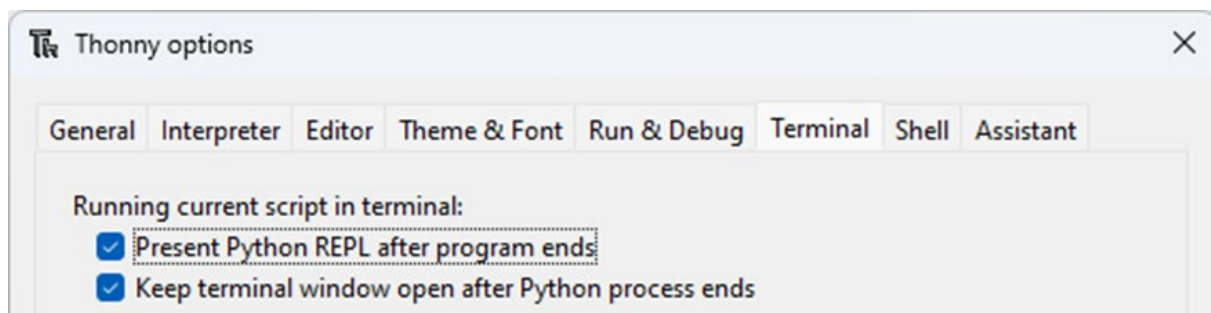 Thonny options
General Interpreter Editor Theme & Font Run & Debug Terminal Shell Assistant
Running current script in terminal:
Present Python REPL after program ends
Keep terminal window open after Python process ends